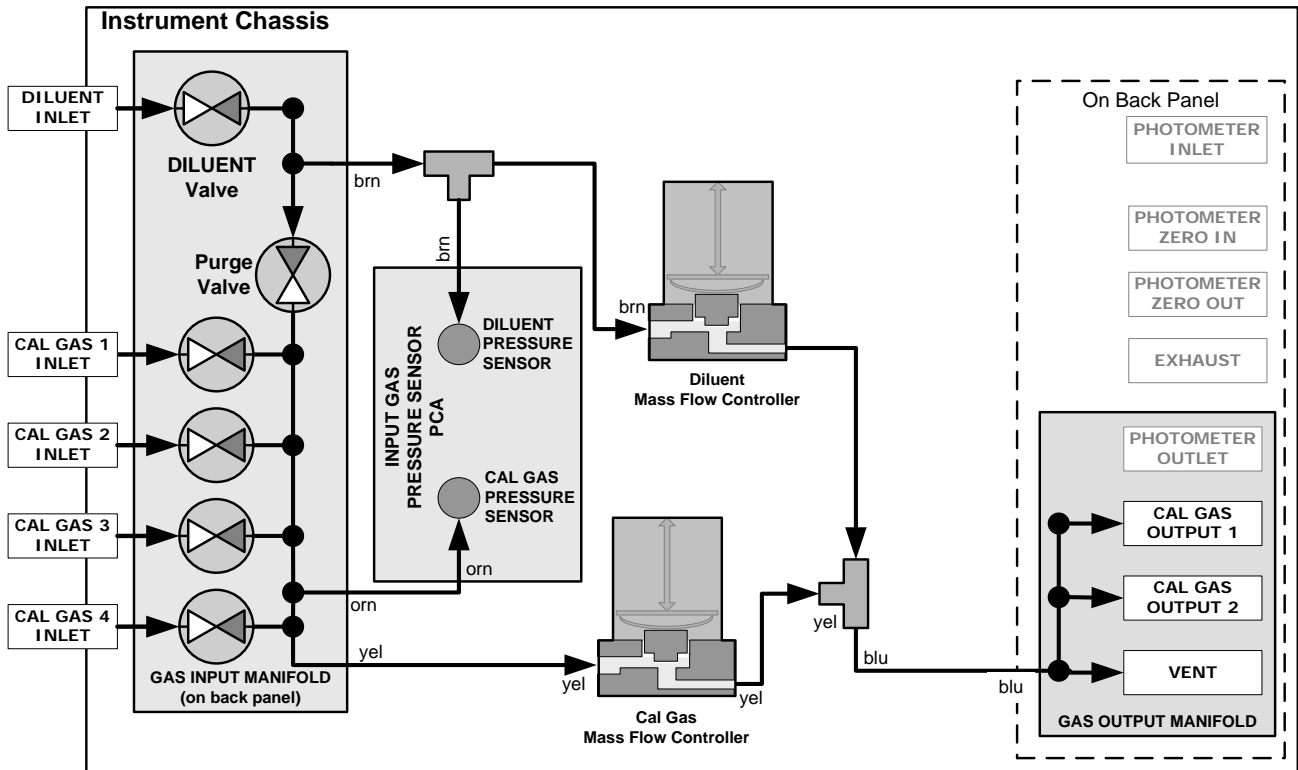 Instrument Chassis
DILUENT
INLET
DILUENT
Valve
Purge
Valve
CAL GAS 1
INLET
CAL GAS 2
INLET
CAL GAS 3
INLET
CAL GAS 4
INLET
GAS INPUT MANIFOLD
(on back panel)
brn
brn
INPUT GAS
PRESSURE SENSOR
PCA
DILUENT
PRESSURE
SENSOR
CAL GAS
PRESSURE
SENSOR
orn
orn
yel
brn
Diluent
Mass Flow Controller
yel
yel
Cal Gas
Mass Flow Controller
yel
blu
blu
On Back Panel
PHOTOMETER
INLET
PHOTOMETER
ZERO IN
PHOTOMETER
ZERO OUT
EXHAUST
PHOTOMETER
OUTLET
CAL GAS
OUTPUT 1
CAL GAS
OUTPUT 2
VENT
GAS OUTPUT MANIFOLD